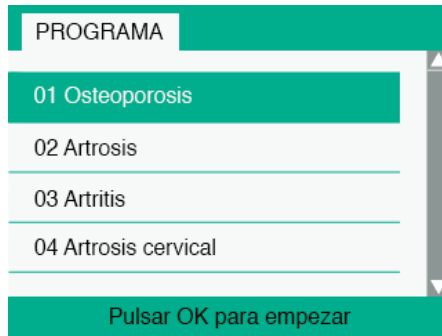 PROGRAMA
01 Osteoporosis
02 Artrosis
03 Artritis
04 Artrosis cervical
Pulsar OK para empezar